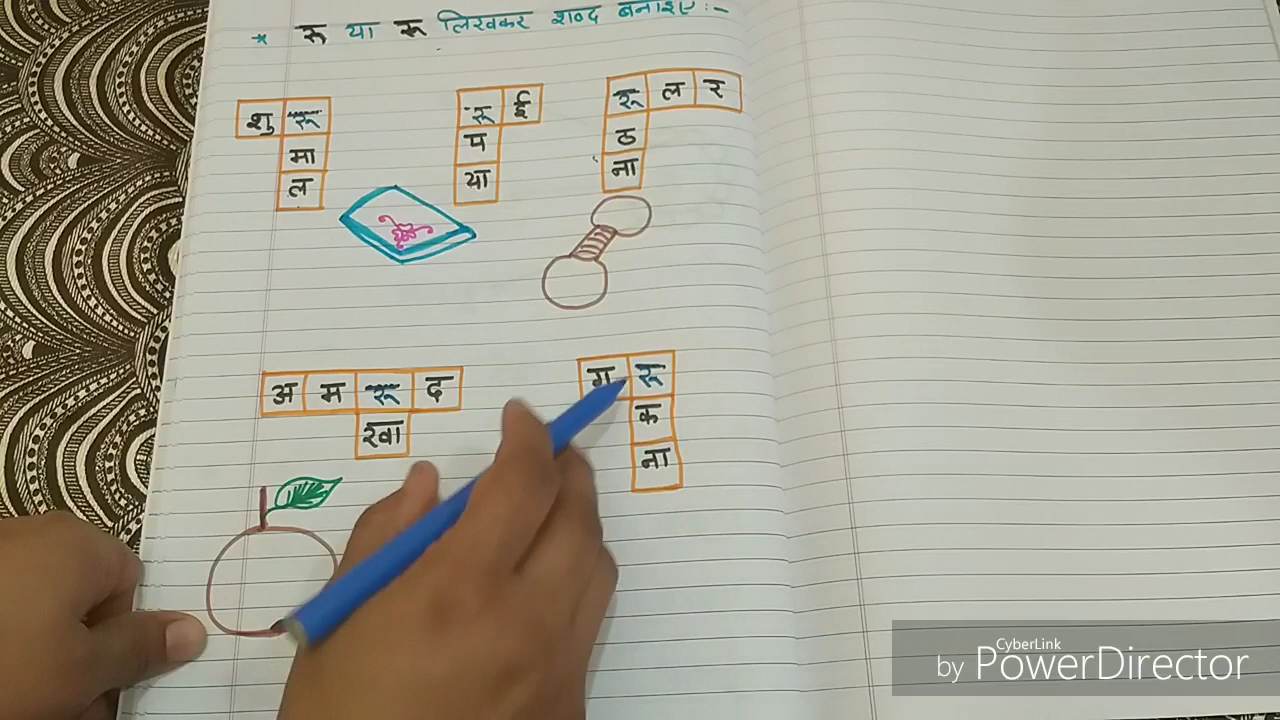 * रु या रू लिखकर शब्द बनाइए :-
शु रू
मा
ल
रु ई
प
या
रू ल र
ठ
ना
अ म रू द
खा
ग रु
क
ना
CyberLink
by PowerDirector